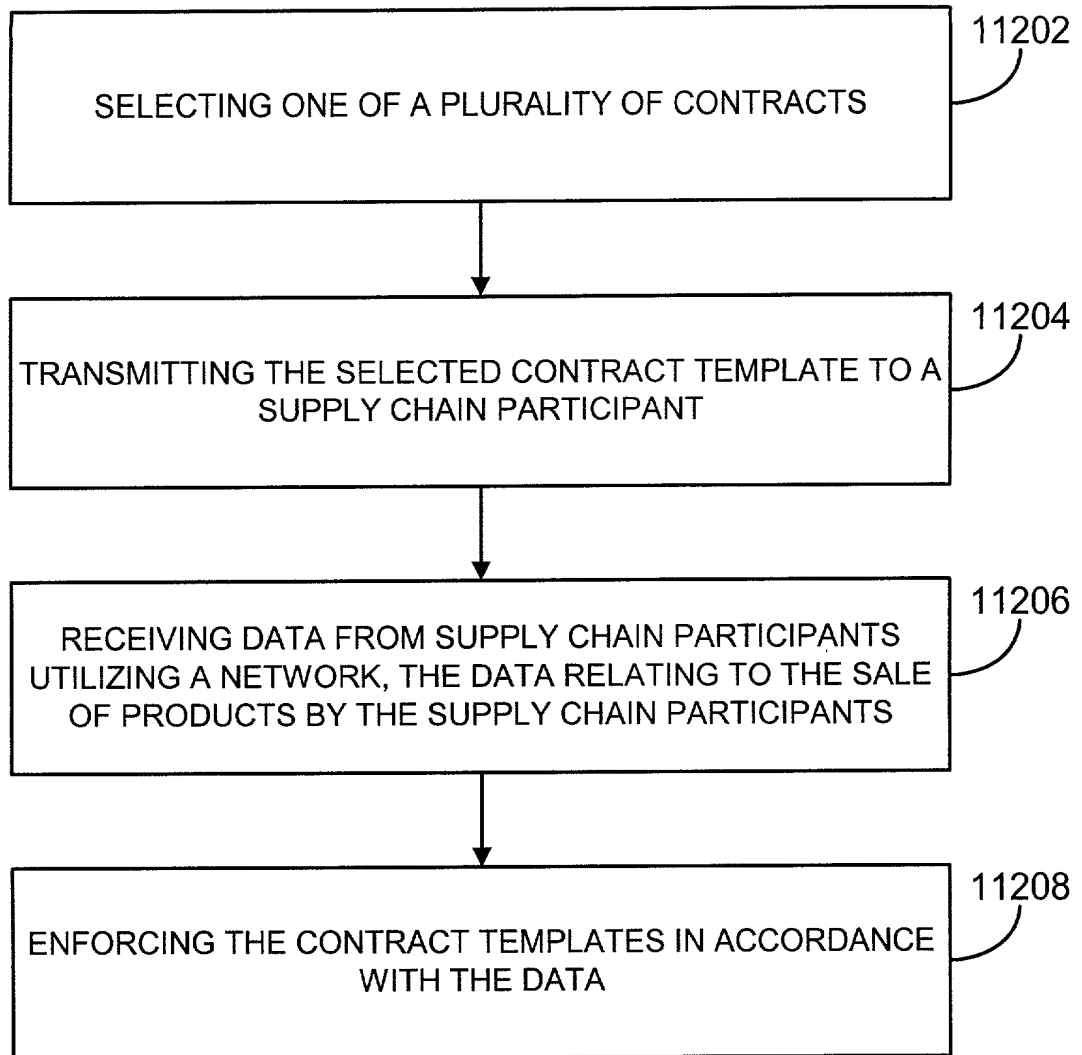 11202
SELECTING ONE OF A PLURALITY OF CONTRACTS
11204
TRANSMITTING THE SELECTED CONTRACT TEMPLATE TO A
SUPPLY CHAIN PARTICIPANT
11206
RECEIVING DATA FROM SUPPLY CHAIN PARTICIPANTS
UTILIZING A NETWORK, THE DATA RELATING TO THE SALE
OF PRODUCTS BY THE SUPPLY CHAIN PARTICIPANTS
11208
ENFORCING THE CONTRACT TEMPLATES IN ACCORDANCE
WITH THE DATA